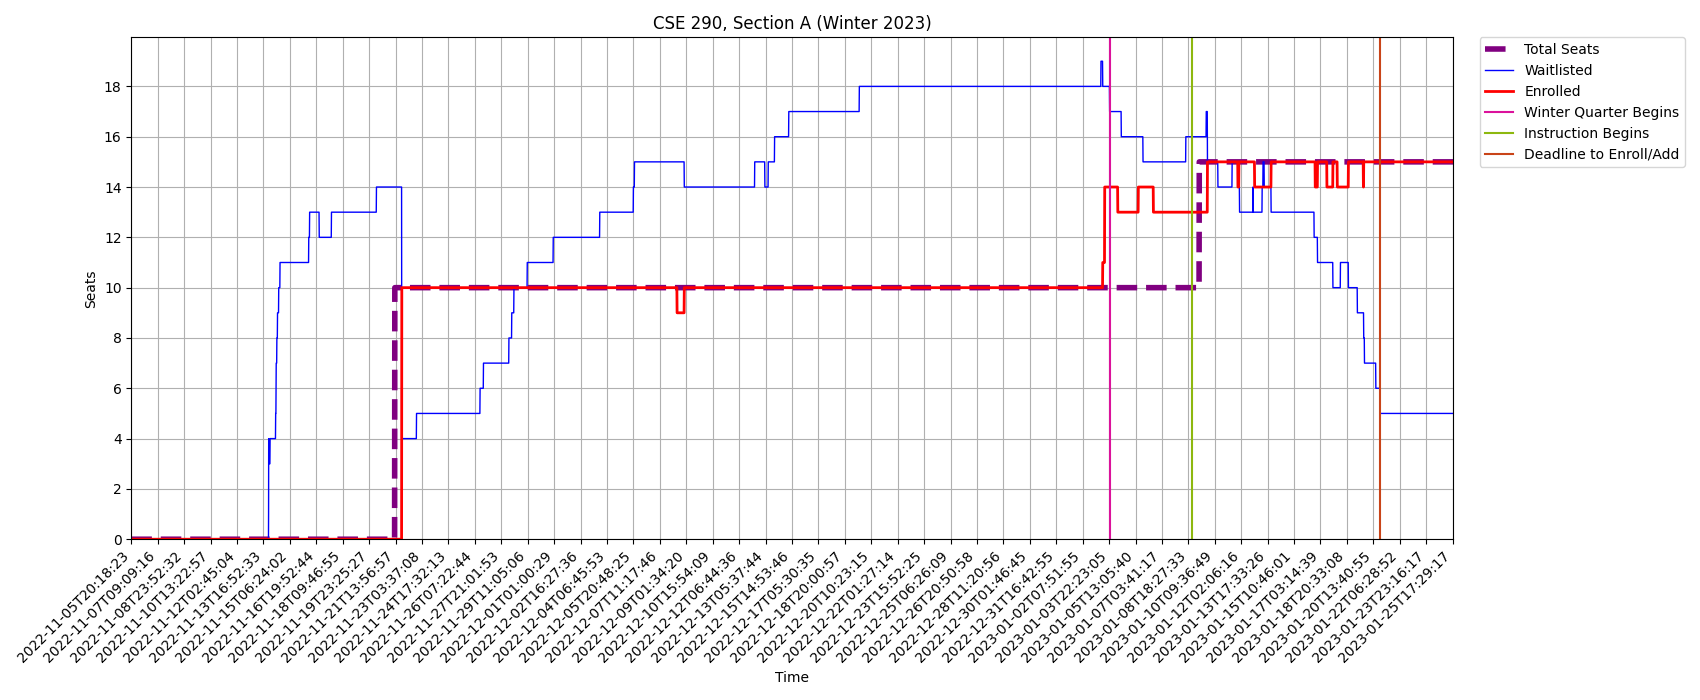 CSE 290, Section A (Winter 2023)
Total Seats
Waitlisted
Enrolled
Winter Quarter Begins
Instruction Begins
Deadline to Enroll/Add
Seats
18
16
14
12
10
8
6
4
2
0
2022-11-05T20:18:23
2022-11-07T09:09:16
2022-11-08T23:52:32
2022-11-10T13:22:57
2022-11-12T02:45:04
2022-11-13T16:52:33
2022-11-15T06:24:02
2022-11-16T19:52:44
2022-11-18T09:46:55
2022-11-19T23:25:27
2022-11-21T13:56:57
2022-11-23T03:37:08
2022-11-24T17:32:13
2022-11-26T07:22:44
2022-11-27T21:01:53
2022-11-29T11:05:06
2022-12-01T01:00:29
2022-12-02T16:27:36
2022-12-04T06:45:53
2022-12-05T20:48:25
2022-12-07T11:17:46
2022-12-09T01:34:20
2022-12-10T15:54:09
2022-12-12T06:44:36
2022-12-13T05:37:44
2022-12-15T14:53:46
2022-12-17T05:30:35
2022-12-18T20:00:57
2022-12-20T10:23:15
2022-12-22T01:27:14
2022-12-23T15:52:25
2022-12-25T06:26:09
2022-12-26T20:50:58
2022-12-28T11:20:56
2022-12-30T01:46:45
2022-12-31T16:42:55
2023-01-02T07:51:55
2023-01-03T22:23:05
2023-01-05T13:05:40
2023-01-07T03:41:17
2023-01-08T18:27:33
2023-01-10T09:36:49
2023-01-12T02:06:16
2023-01-13T17:33:26
2023-01-15T10:46:01
2023-01-17T03:14:39
2023-01-18T20:33:08
2023-01-20T13:40:55
2023-01-22T06:28:52
2023-01-23T23:16:17
2023-01-25T17:29:17
Time